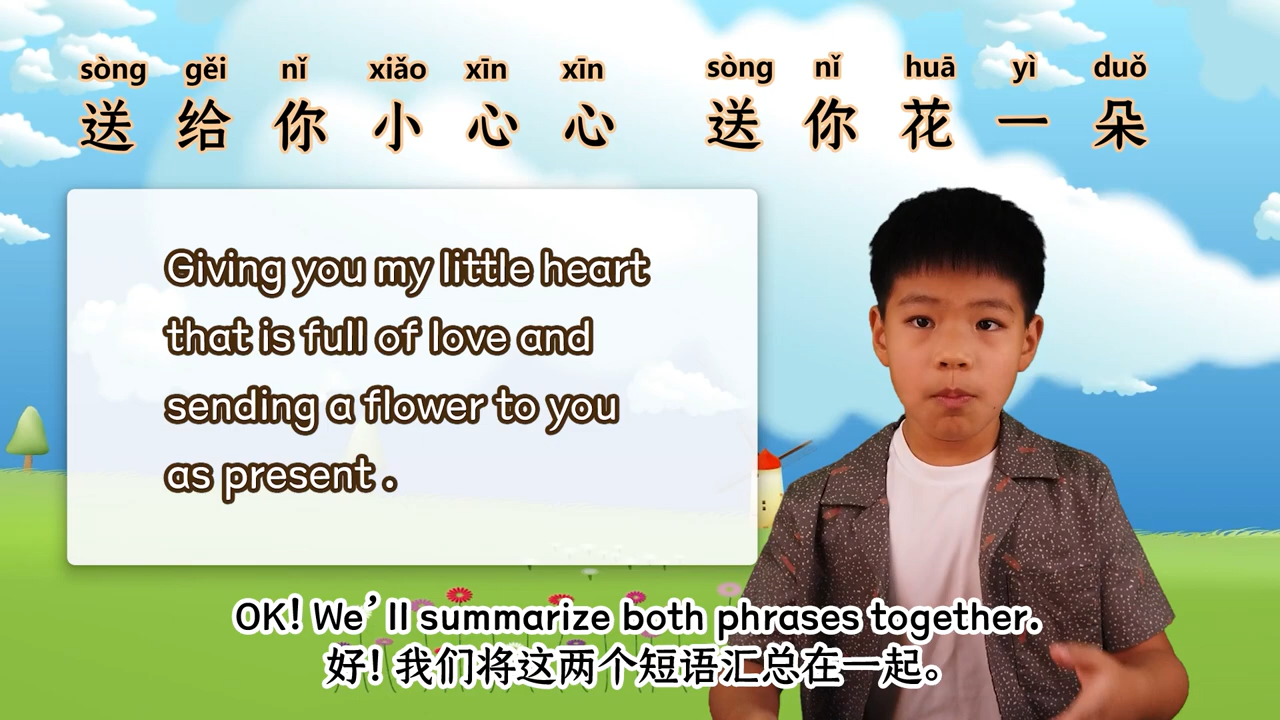 sòng gěi nǐ xiǎo xīn xīn sòng nǐ huā yì duǒ
送给你小心心 送你花一朵
Giving you my little heart
that is full of love and
sending a flower to you
as present .
OK! We'll summarize both phrases together.
好! 我们将这两个短语汇总在一起。